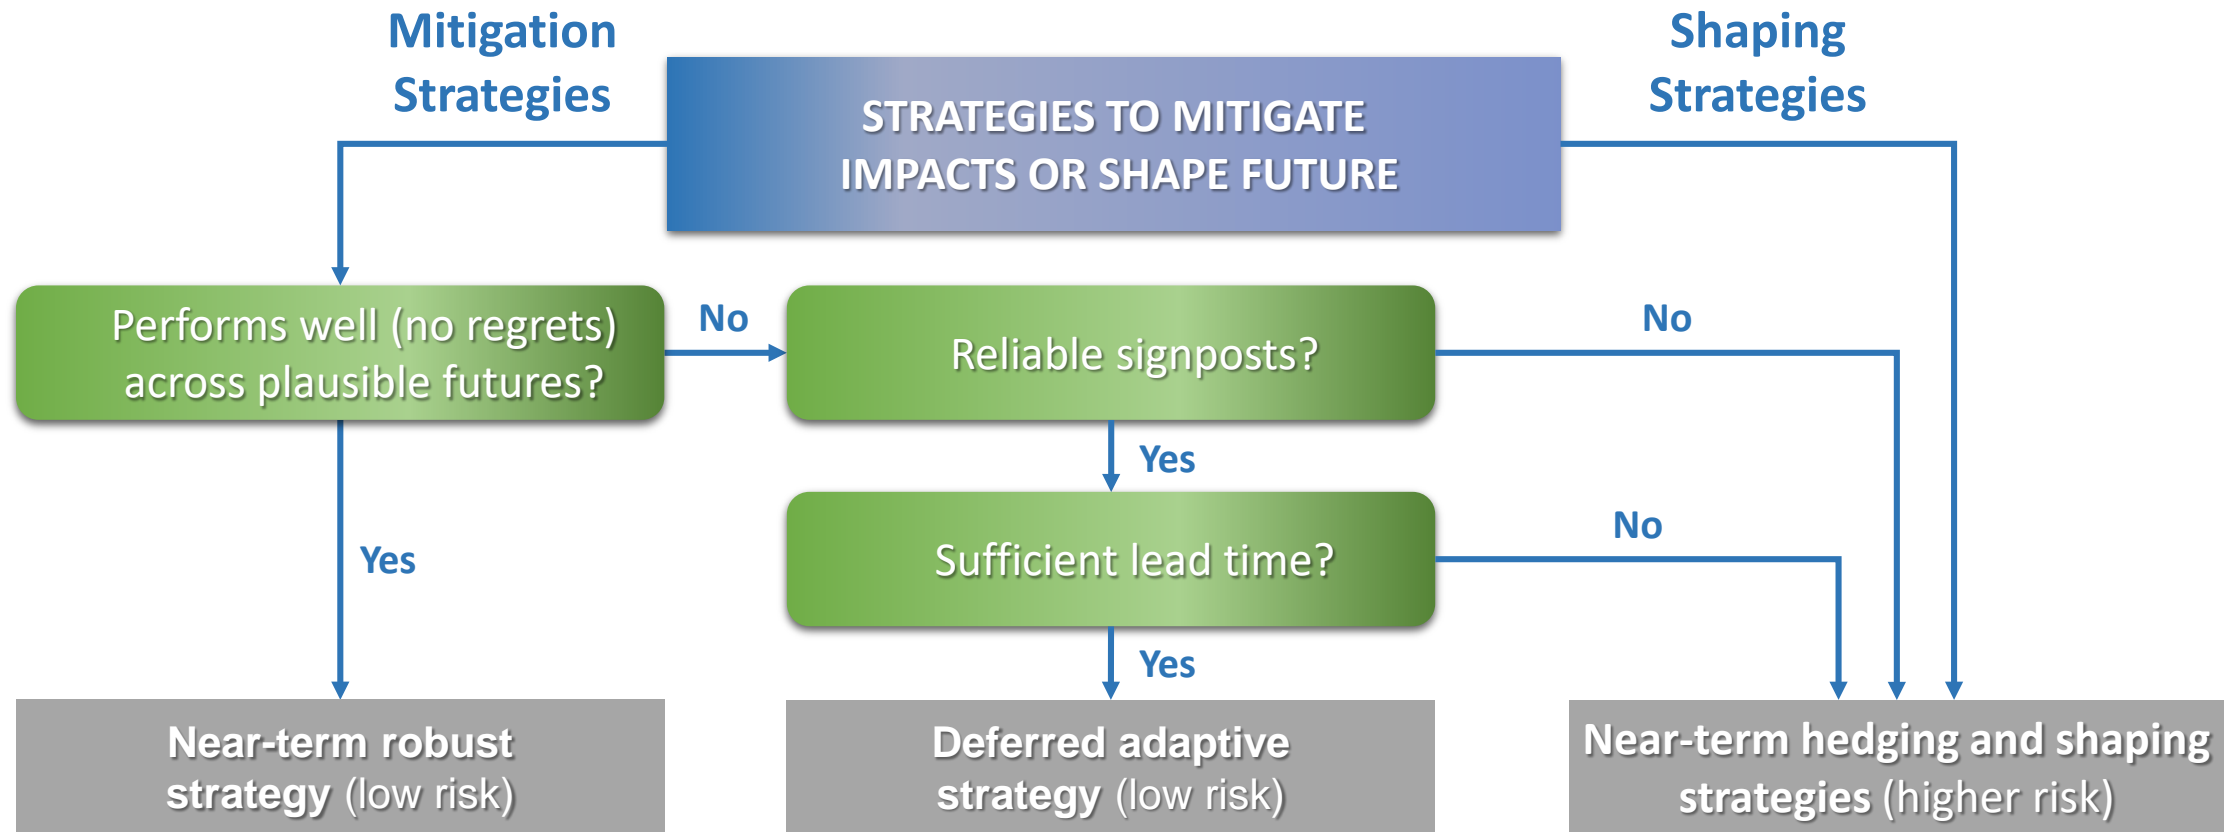 Mitigation
Strategies
Shaping
Strategies
STRATEGIES TO MITIGATE
IMPACTS OR SHAPE FUTURE
Performs well (no regrets)
across plausible futures?
No
Reliable signposts?
No
Yes
Sufficient lead time?
No
Yes
Yes
Near-term robust
strategy (low risk)
Deferred adaptive
strategy (low risk)
Near-term hedging and shaping
strategies (higher risk)